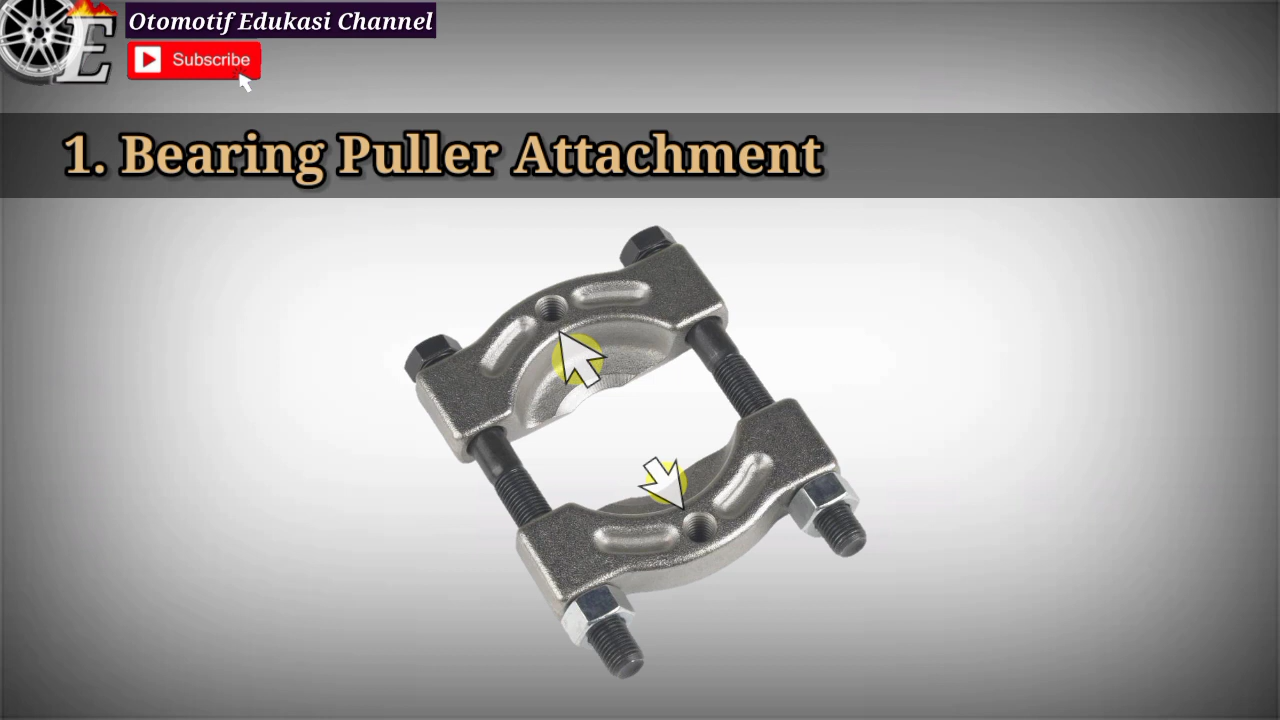 Otomotif Edukasi Channel
E
Subscribe
1. Bearing Puller Attachment